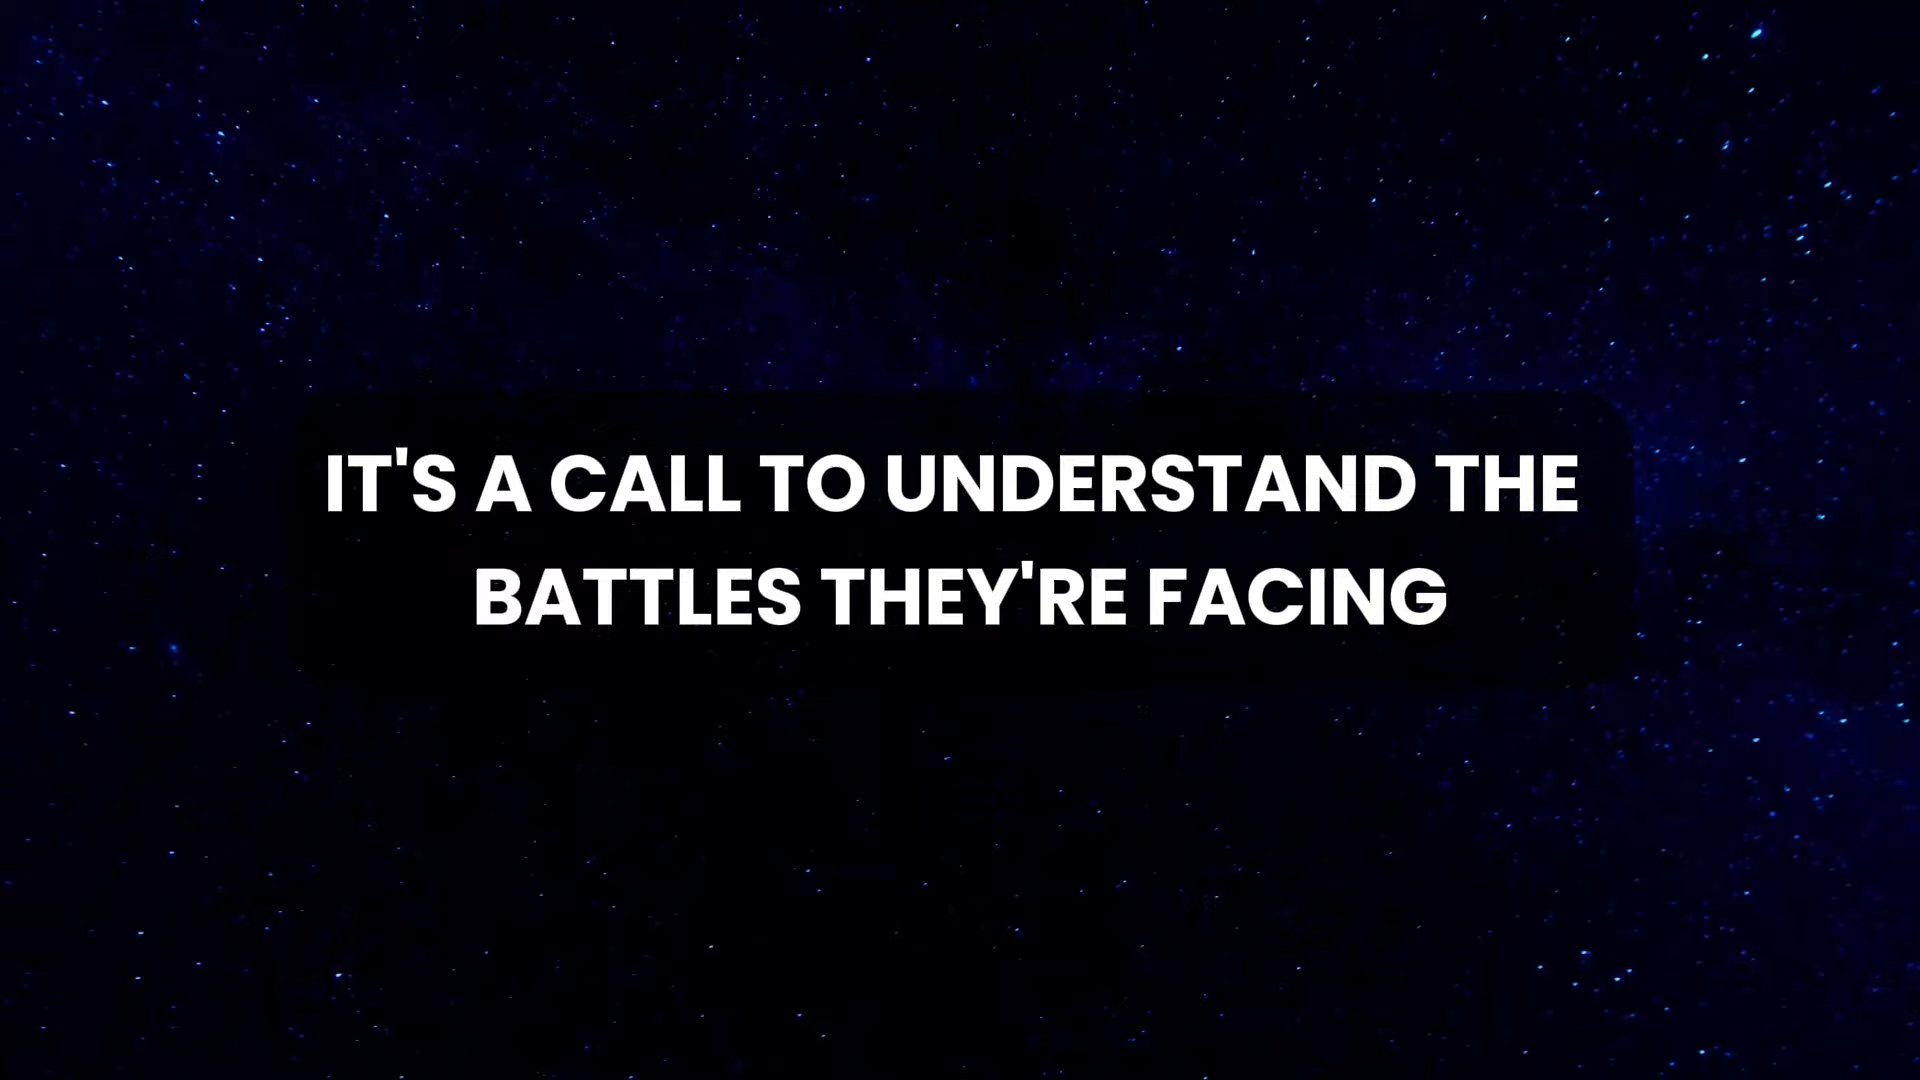 IT'S A CALL TO UNDERSTAND THE
BATTLES THEY'RE FACING